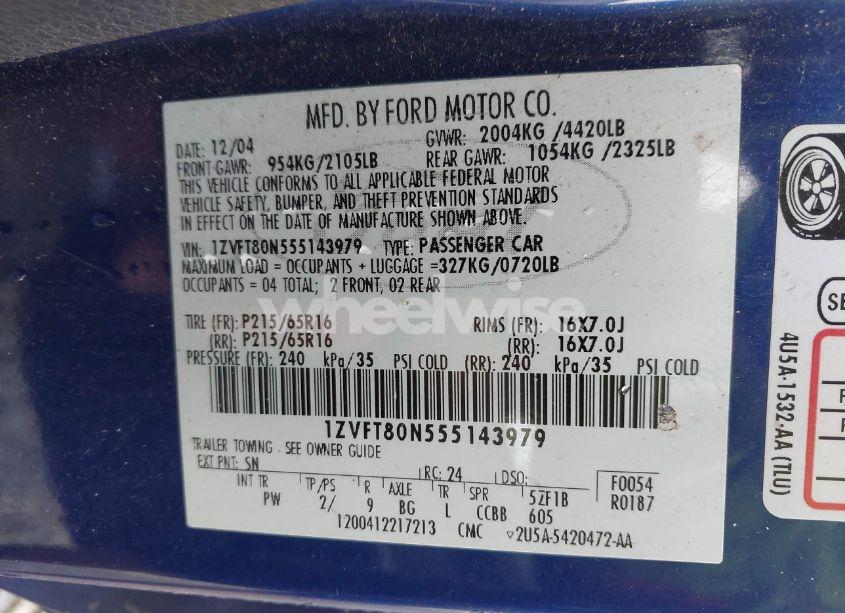 MFD. BY FORD MOTOR CO.
DATE: 12/04
GVWR: 2004KG /4420LB
FRONT GAWR: 954KG/2105LB
REAR GAWR: 1054KG /2325LB
THIS VEHICLE CONFORMS TO ALL APPLICABLE FEDERAL MOTOR
VEHICLE SAFETY, BUMPER, AND THEFT PREVENTION STANDARDS
IN EFFECT ON THE DATE OF MANUFACTURE SHOWN ABOVE.
VIN: 1ZVFT80N555143979 TYPE: PASSENGER CAR
MAXIMUM LOAD = OCCUPANTS + LUGGAGE =327KG/0720LB
OCCUPANTS = 04 TOTAL; 2 FRONT, 02 REAR
wheelwise
TIRE (FR): P215/65R16 RIMS (FR): 16X7.0J
(RR): P215/65R16 (RR): 16X7.0J
PRESSURE (FR): 240 kPa/35 PSI COLD (RR): 240 kPa/35 PSI COLD
1ZVFT80N555143979
TRAILER TOWING - SEE OWNER GUIDE
EXT PNT: SN RC: 24 DSO: F0054
INT TR TP/PS R AXLE TR SPR 5ZF1B R0187
PW 2/ 9 BG L CCBB 605
1200412217213 CMC ▽2U5A-5420472-AA
4U5A-1532-AA (TLU)